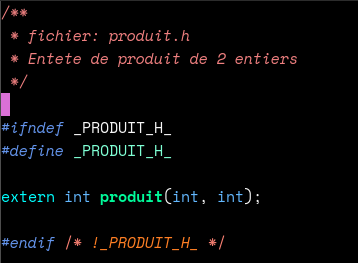 /**
 * fichier: produit.h
 * Entete de produit de 2 entiers
 */
#ifndef _PRODUIT_H_
#define _PRODUIT_H_
extern int produit(int, int);
#endif /* !_PRODUIT_H_ */